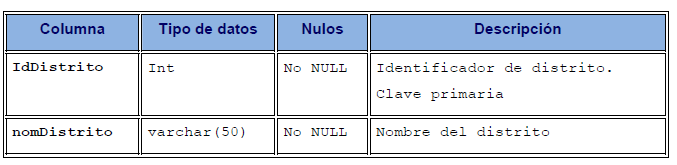 Columna Tipo de datos Nulos Descripción
IdDistrito Int No NULL Identificador de distrito.
Clave primaria
nomDistrito varchar(50) No NULL Nombre del distrito